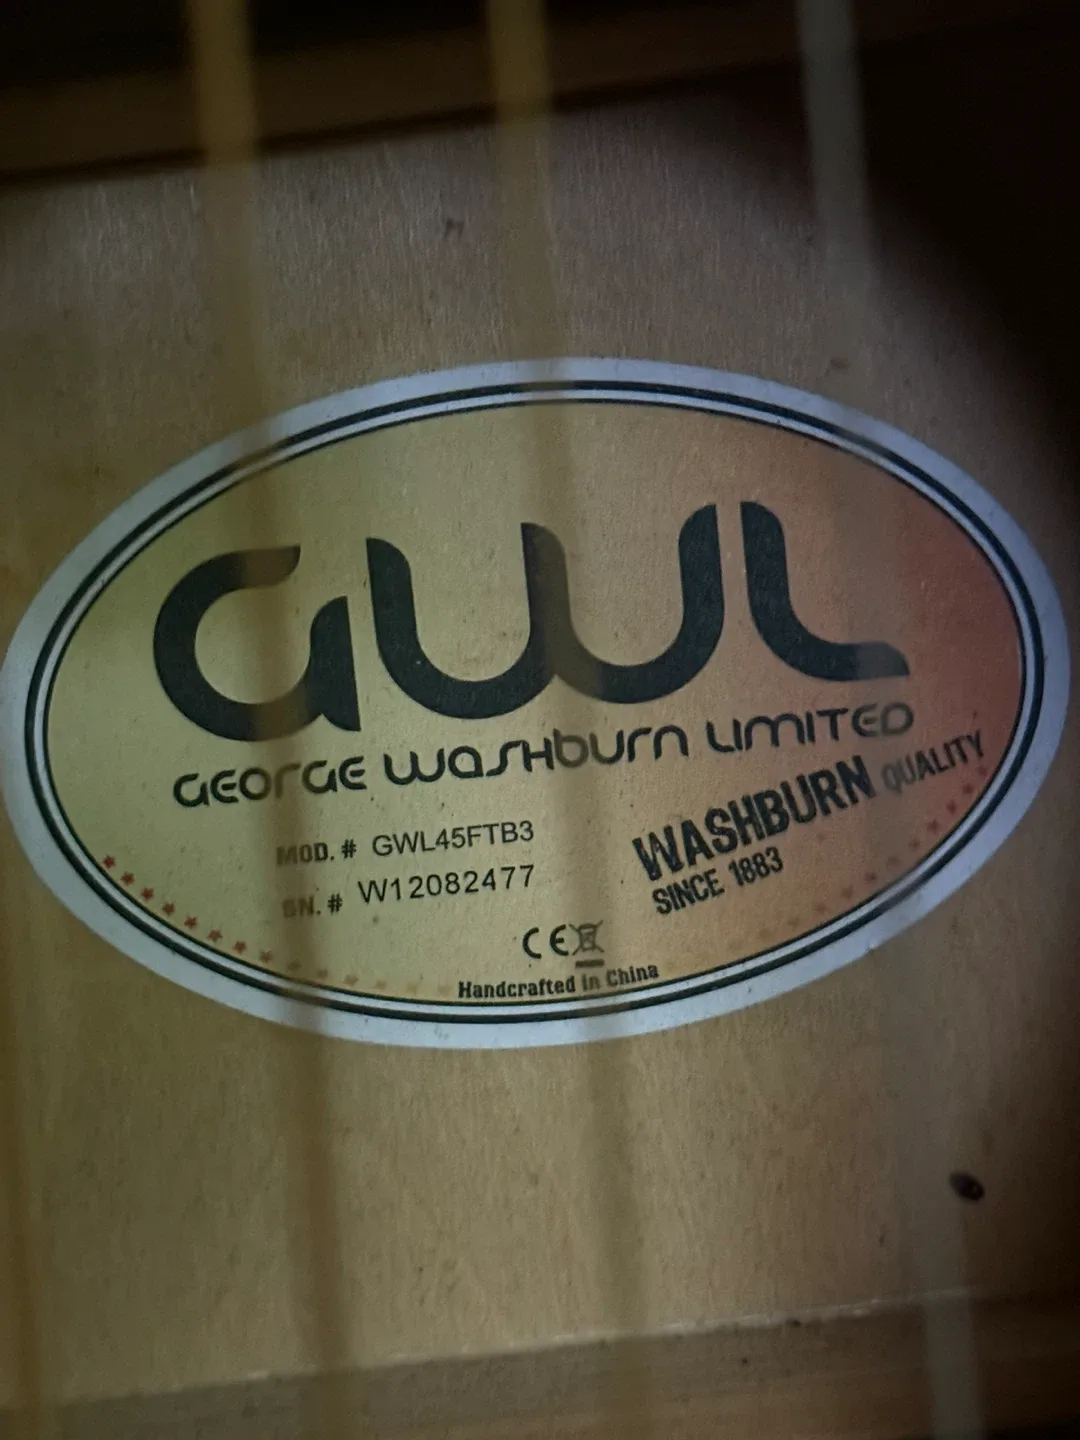 GWL
GEORGE WASHBURN LIMITED
MOD. # GWL45FTB3
SN. # W12082477
WASHBURN QUALITY
SINCE 1883
CE
Handcrafted in China